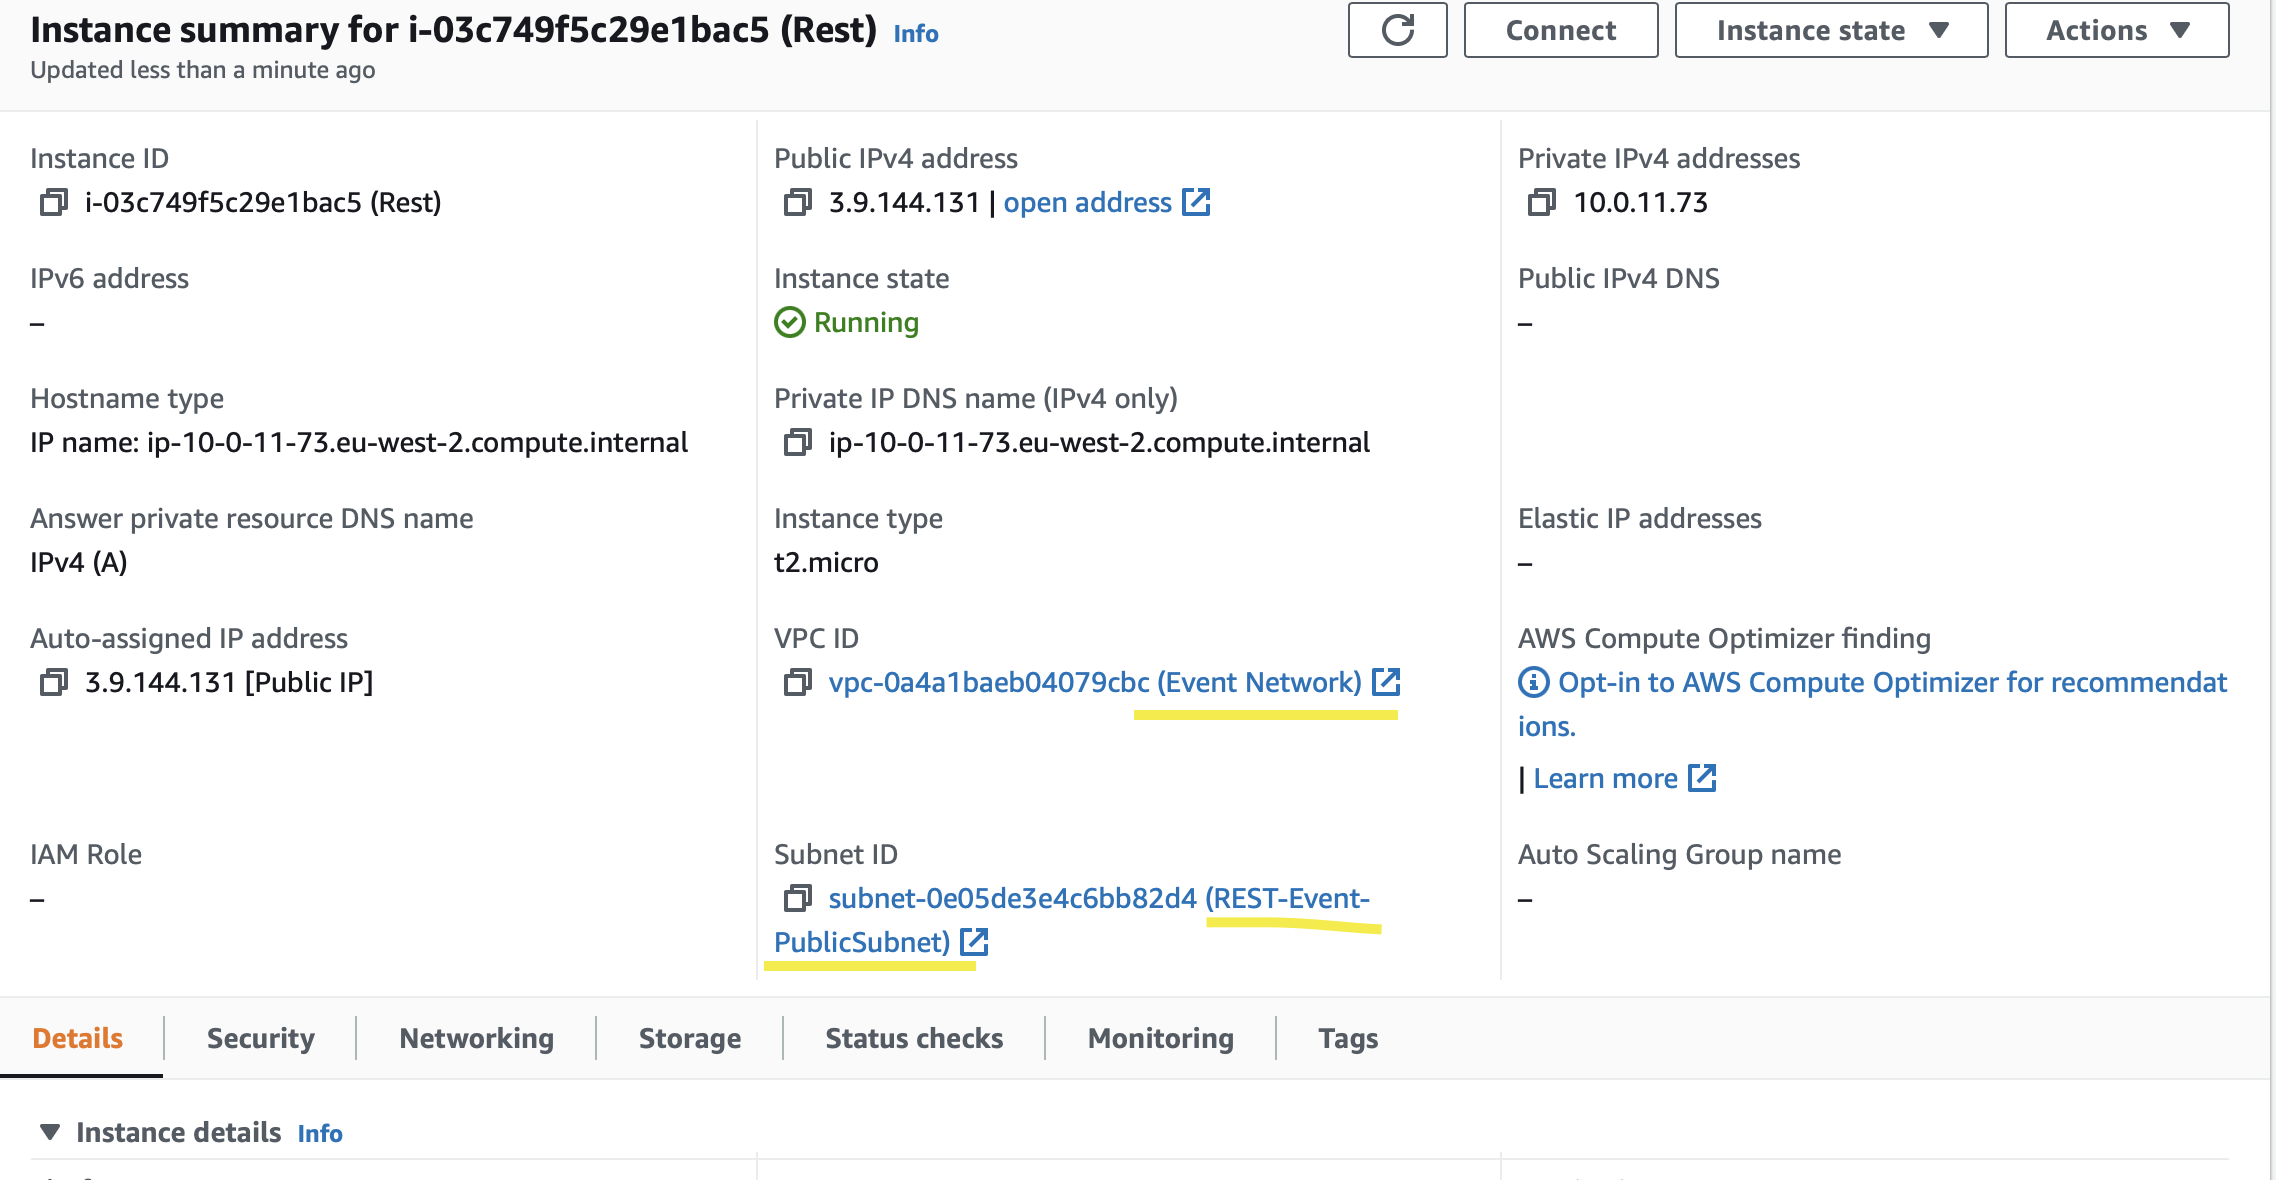 Instance summary for i-03c749f5c29e1bac5 (Rest) Info
Updated less than a minute ago
Connect
Instance state
Actions
Instance ID
i-03c749f5c29e1bac5 (Rest)
Public IPv4 address
3.9.144.131 | open address
Private IPv4 addresses
10.0.11.73
IPv6 address
–
Instance state
Running
Public IPv4 DNS
–
Hostname type
IP name: ip-10-0-11-73.eu-west-2.compute.internal
Private IP DNS name (IPv4 only)
ip-10-0-11-73.eu-west-2.compute.internal
Answer private resource DNS name
IPv4 (A)
Instance type
t2.micro
Elastic IP addresses
–
Auto-assigned IP address
3.9.144.131 [Public IP]
VPC ID
vpc-0a4a1baeb04079cbc (Event Network)
AWS Compute Optimizer finding
Opt-in to AWS Compute Optimizer for recommendat
ions.
| Learn more
IAM Role
–
Subnet ID
subnet-0e05de3e4c6bb82d4 (REST-Event-
PublicSubnet)
Auto Scaling Group name
–
Details
Security
Networking
Storage
Status checks
Monitoring
Tags
Instance details Info